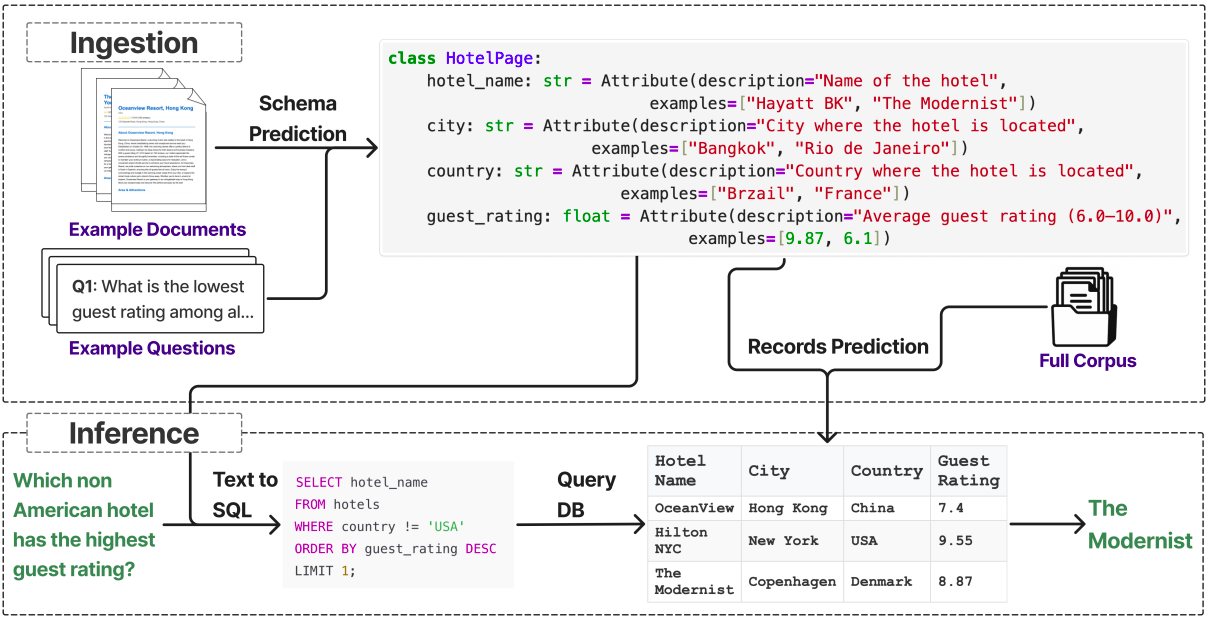 Ingestion
Oceanview Resort, Hong Kong
About Oceanview Resort, Hong Kong
Area & Attractions
Example Documents
Q1: What is the lowest
guest rating among al...
Example Questions
Schema
Prediction
class HotelPage:
hotel_name: str = Attribute(description="Name of the hotel",
examples=["Hayatt BK", "The Modernist"])
city: str = Attribute(description="City where the hotel is located",
examples=["Bangkok", "Rio de Janeiro"])
country: str = Attribute(description="Country where the hotel is located",
examples=["Brzail", "France"])
guest_rating: float = Attribute(description="Average guest rating (6.0–10.0)",
examples=[9.87, 6.1])
Records Prediction
Full Corpus
Inference
Which non
American hotel
has the highest
guest rating?
Text to
SQL
SELECT hotel_name
FROM hotels
WHERE country != 'USA'
ORDER BY guest_rating DESC
LIMIT 1;
Query
DB
Hotel Name City Country Guest Rating
OceanView Hong Kong China 7.4
Hilton NYC New York USA 9.55
The Modernist Copenhagen Denmark 8.87
The
Modernist